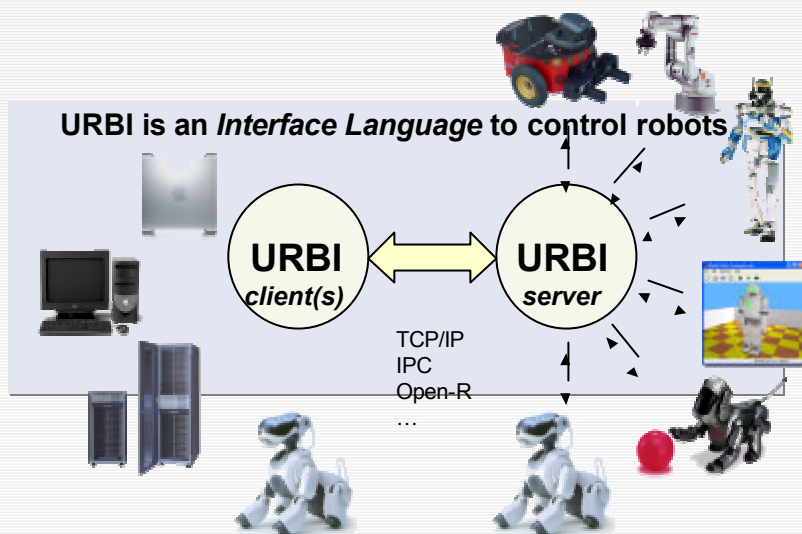 URBI is an Interface Language to control robots
URBI
client(s)
URBI
server
TCP/IP
IPC
Open-R
…